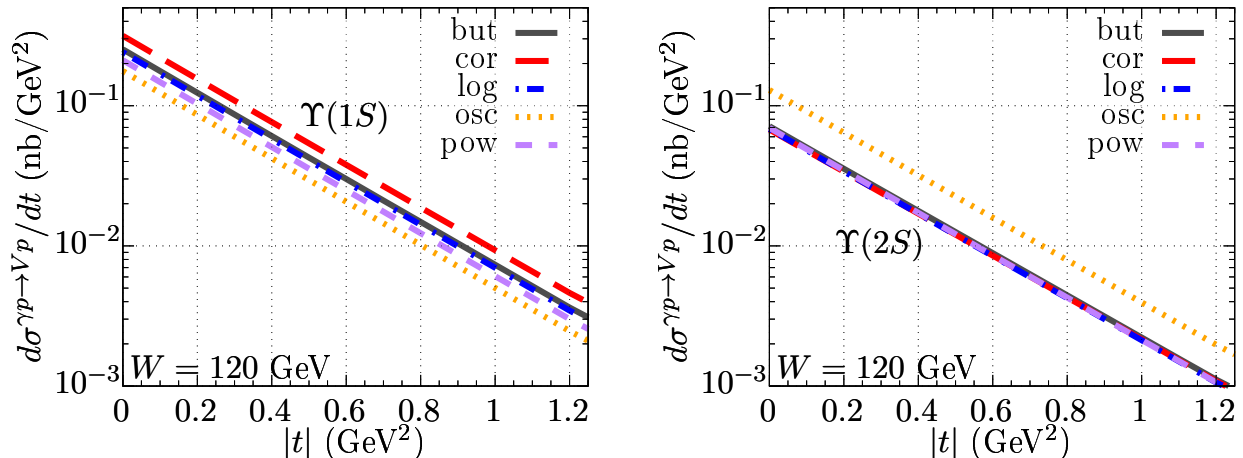 dσ^{γp→Vp}/dt (nb/GeV²)
10⁻¹
10⁻²
10⁻³
but
cor
log
osc
pow
Υ(1S)
W = 120 GeV
0 0.2 0.4 0.6 0.8 1 1.2
|t| (GeV²)
dσ^{γp→Vp}/dt (nb/GeV²)
10⁻¹
10⁻²
10⁻³
but
cor
log
osc
pow
Υ(2S)
W = 120 GeV
0 0.2 0.4 0.6 0.8 1 1.2
|t| (GeV²)